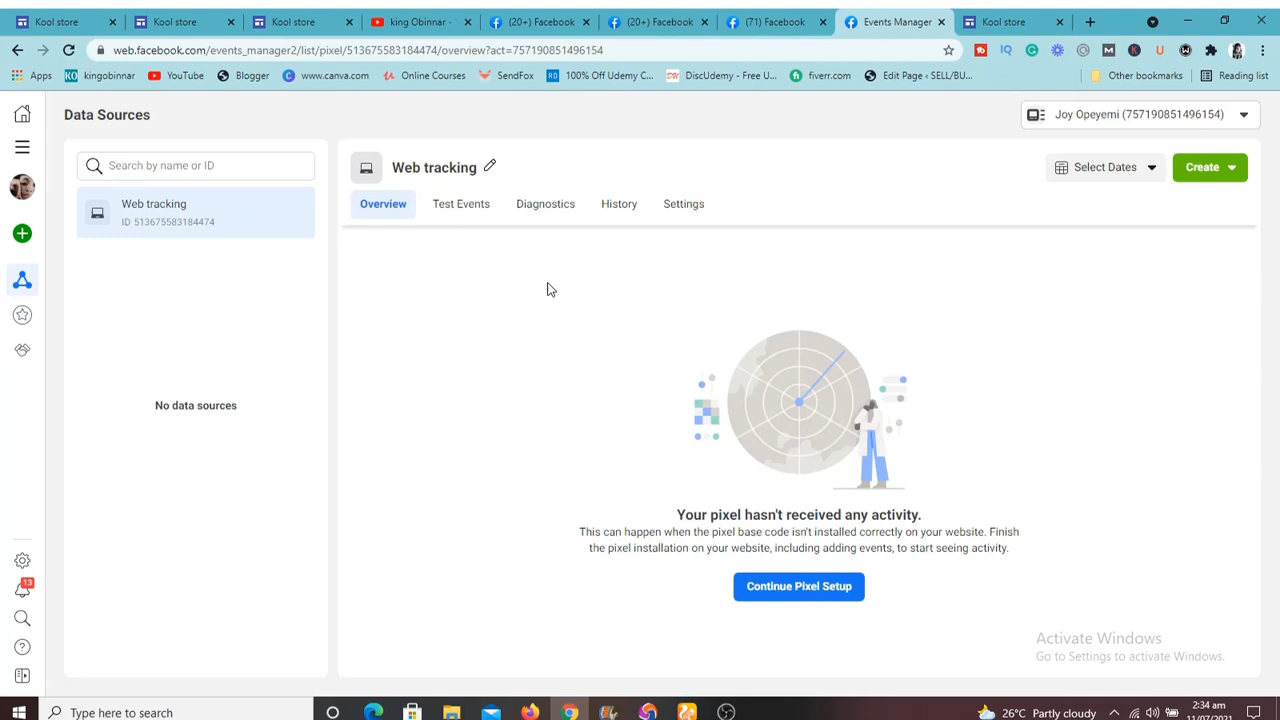 Kool store
Kool store
Kool store
king Obinnar -
(20+) Facebook
(20+) Facebook
(71) Facebook
Events Manager
Kool store
web.facebook.com/events_manager2/list/pixel/513675583184474/overview?act=757190851496154
Apps
kingobinnar
YouTube
Blogger
www.canva.com
Online Courses
SendFox
100% Off Udemy C...
DiscUdemy - Free U...
fiverr.com
Edit Page ‹ SELL/BU...
Other bookmarks
Reading list
Data Sources
Joy Opeyemi (757190851496154)
Search by name or ID
Web tracking
ID 513675583184474
No data sources
Web tracking
Select Dates
Create
Overview
Test Events
Diagnostics
History
Settings
Your pixel hasn't received any activity.
This can happen when the pixel base code isn't installed correctly on your website. Finish
the pixel installation on your website, including adding events, to start seeing activity.
Continue Pixel Setup
Activate Windows
Go to Settings to activate Windows.
13
Type here to search
26°C Partly cloudy
2:34 am